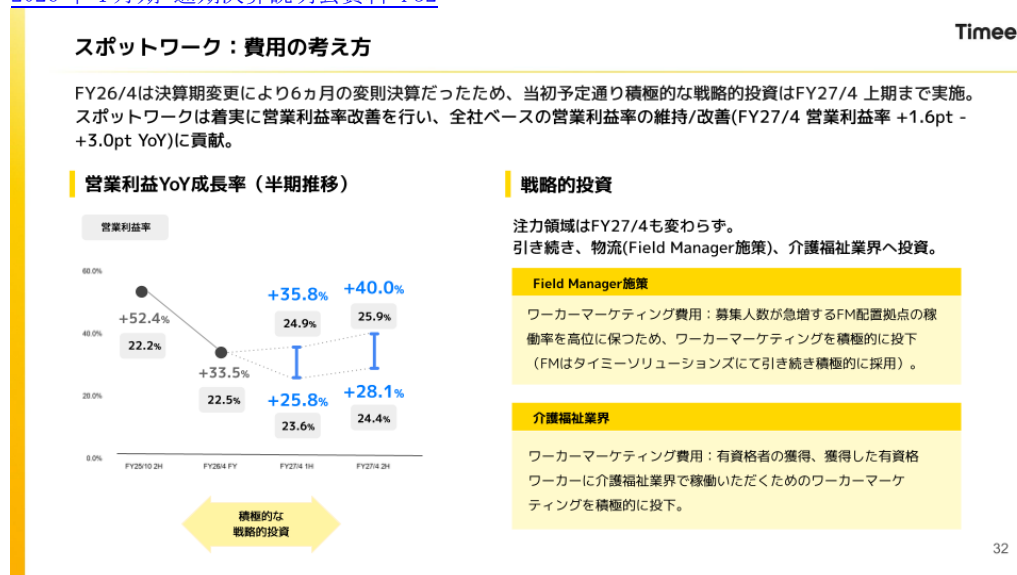 Timee
スポットワーク：費用の考え方
FY26/4は決算期変更により6ヵ月の変則決算だったため、当初予定通り積極的な戦略的投資はFY27/4 上期まで実施。
スポットワークは着実に営業利益率改善を行い、全社ベースの営業利益率の維持/改善(FY27/4 営業利益率 +1.6pt -
+3.0pt YoY)に貢献。
営業利益YoY成長率（半期推移）
営業利益率
60.0%
40.0%
20.0%
0.0%
+52.4%
22.2%
+33.5%
22.5%
+35.8%
24.9%
+25.8%
23.6%
+40.0%
25.9%
+28.1%
24.4%
FY25/10 2H
FY26/4 FY
FY27/4 1H
FY27/4 2H
積極的な
戦略的投資
戦略的投資
注力領域はFY27/4も変わらず。
引き続き、物流(Field Manager施策)、介護福祉業界へ投資。
Field Manager施策
ワーカーマーケティング費用：募集人数が急増するFM配置拠点の稼
働率を高位に保つため、ワーカーマーケティングを積極的に投下
（FMはタイミーソリューションズにて引き続き積極的に採用）。
介護福祉業界
ワーカーマーケティング費用：有資格者の獲得、獲得した有資格
ワーカーに介護福祉業界で稼働いただくためのワーカーマーケ
ティングを積極的に投下。
32